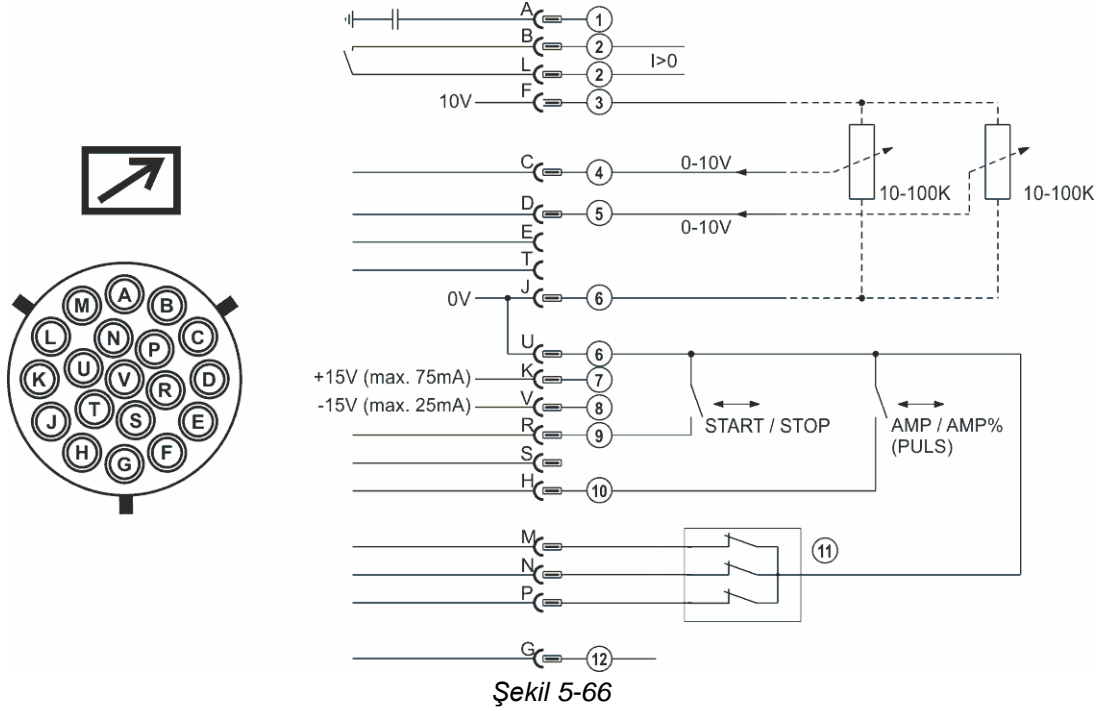 A 1
B 2
I>0
L 2
10V F 3
C 4 0-10V
10-100K 10-100K
D 5
0-10V
E
T
0V J 6
U 6
+15V (max. 75mA) K 7
-15V (max. 25mA) V 8
START / STOP AMP / AMP%
(PULS)
R 9
S
H 10
M 11
N
P
G 12
A
M B
L N C
P
K U V R D
T S
J E
H G F
Şekil 5-66